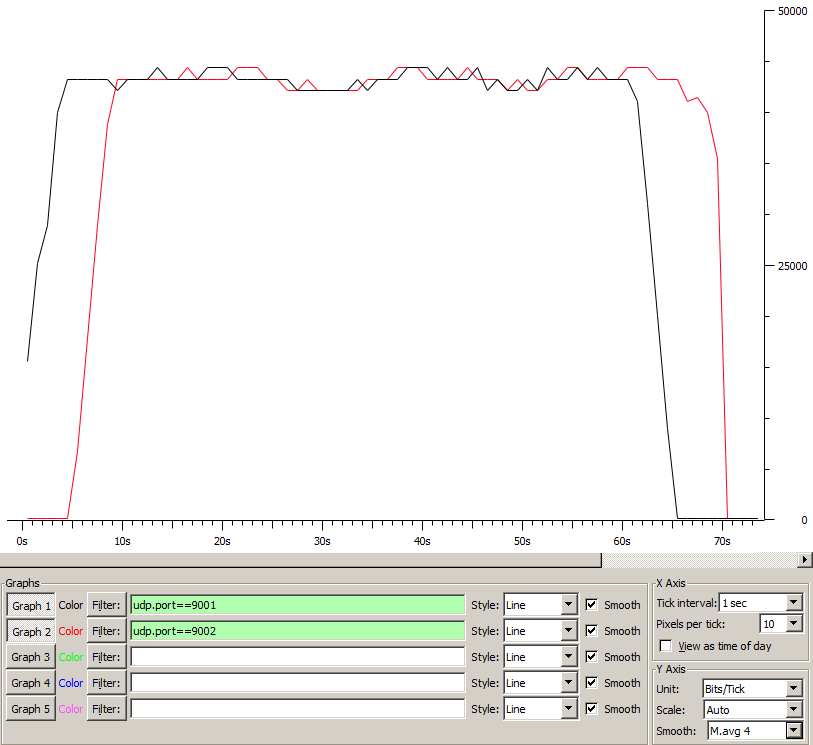 50000
25000
0
0s 10s 20s 30s 40s 50s 60s 70s
Graphs
Graph 1 Color Filter: udp.port==9001 Style: Line Smooth
Graph 2 Color Filter: udp.port==9002 Style: Line Smooth
Graph 3 Color Filter: Style: Line Smooth
Graph 4 Color Filter: Style: Line Smooth
Graph 5 Color Filter: Style: Line Smooth
X Axis
Tick interval: 1 sec
Pixels per tick: 10
View as time of day
Y Axis
Unit: Bits/Tick
Scale: Auto
Smooth: M.avg 4